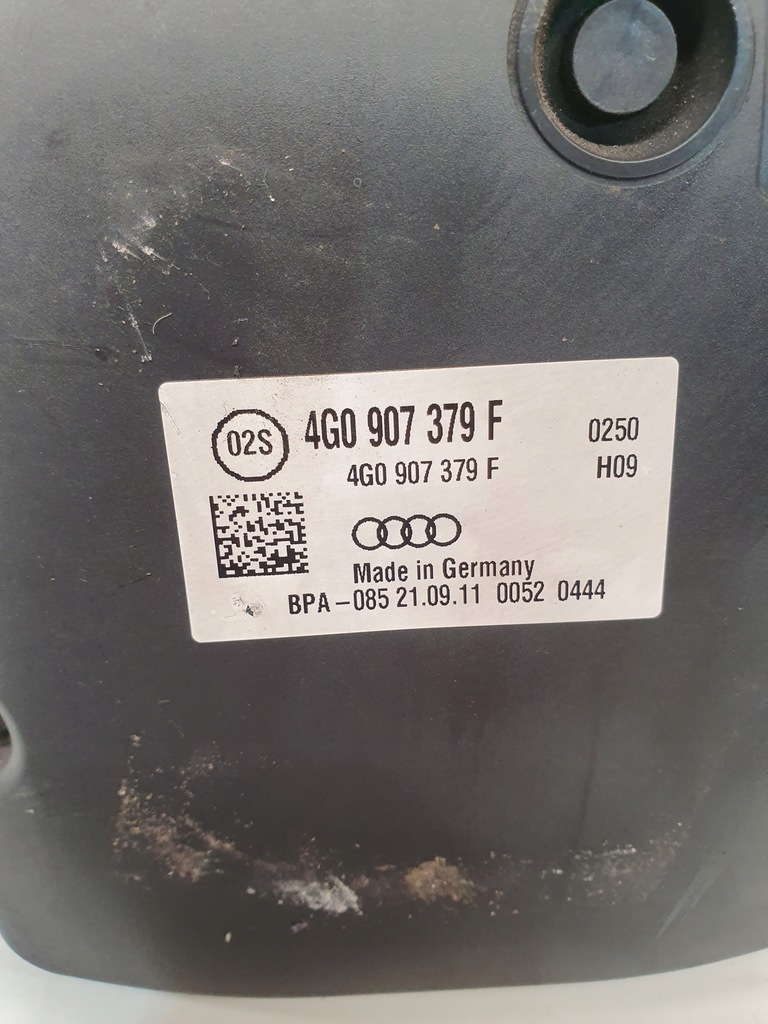 02S 4G0 907 379 F 0250
4G0 907 379 F H09
Made in Germany
BPA-085 21.09.11 0052 0444